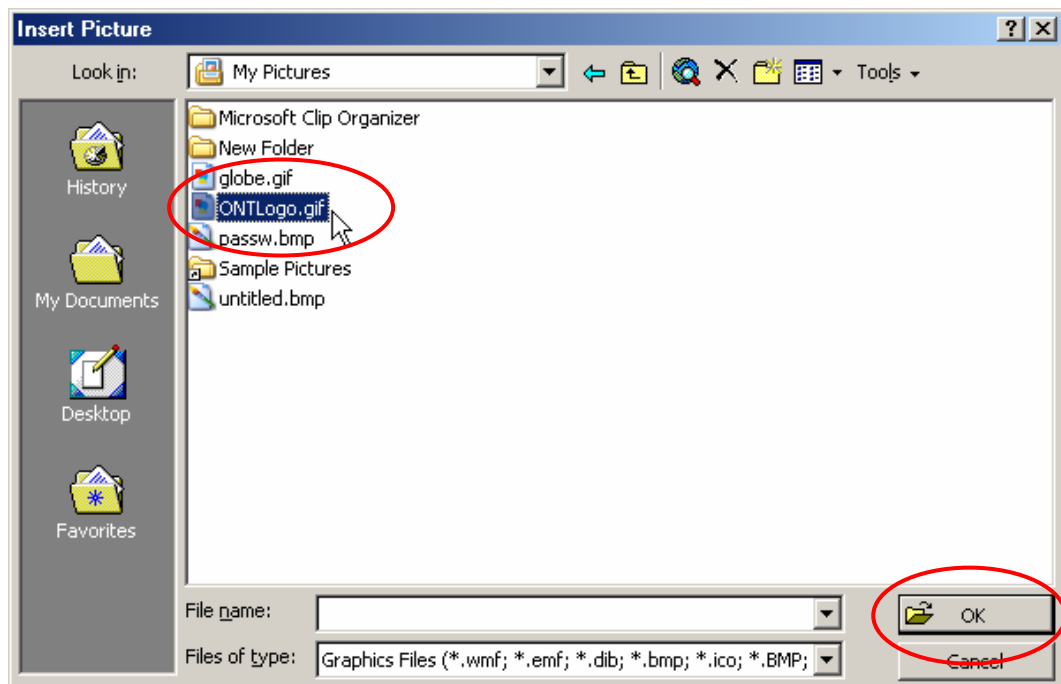 Insert Picture
Look in: My Pictures Tools
Microsoft Clip Organizer
New Folder
globe.gif
ONTLogo.gif
passw.bmp
Sample Pictures
untitled.bmp
History
My Documents
Desktop
Favorites
File name: OK
Files of type: Graphics Files (*.wmf; *.emf; *.dib; *.bmp; *.ico; *.BMP; Cancel